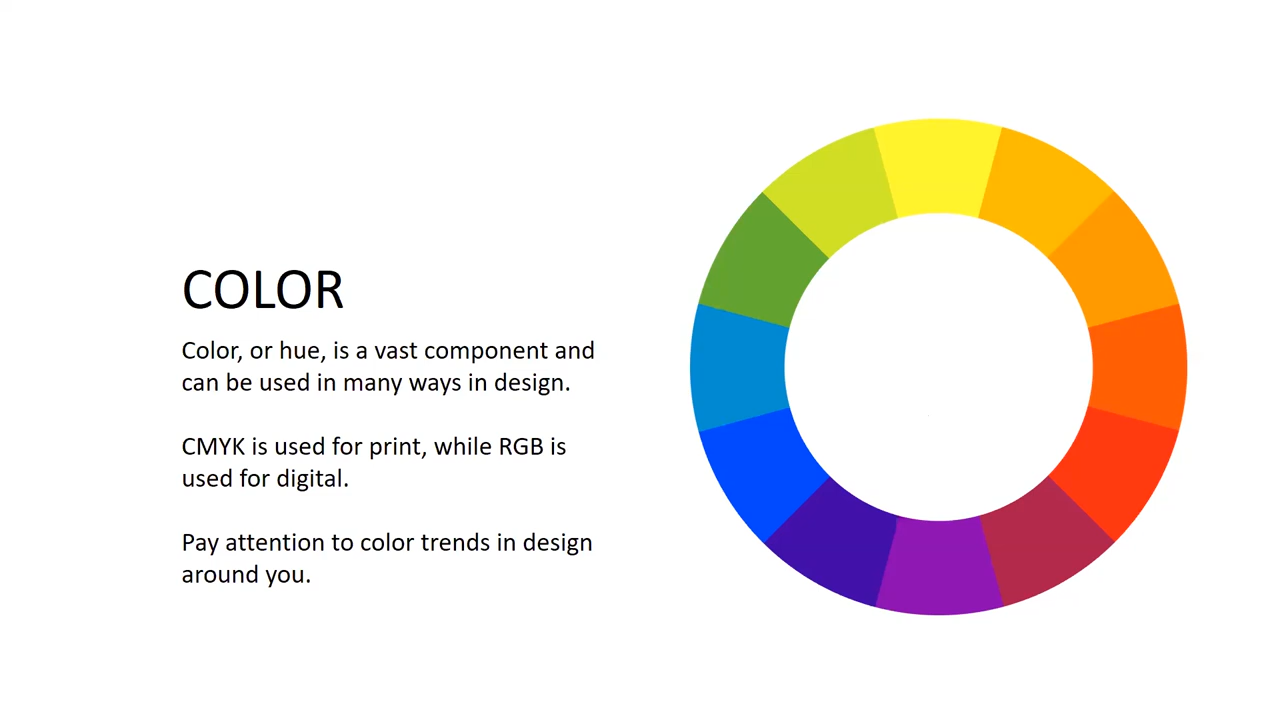 COLOR
Color, or hue, is a vast component and
can be used in many ways in design.
CMYK is used for print, while RGB is
used for digital.
Pay attention to color trends in design
around you.